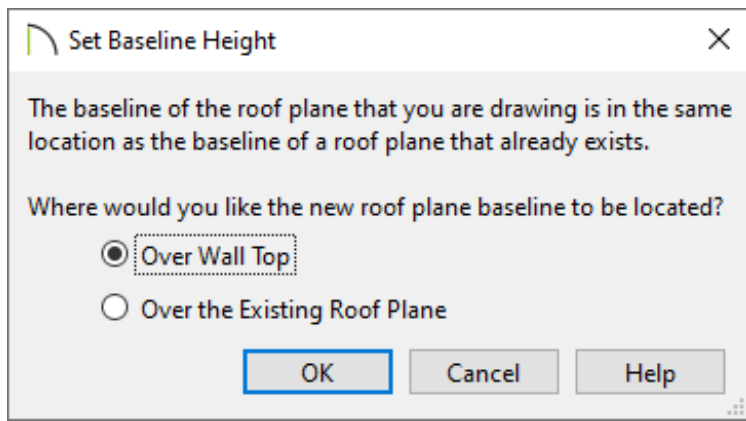 Set Baseline Height
The baseline of the roof plane that you are drawing is in the same
location as the baseline of a roof plane that already exists.
Where would you like the new roof plane baseline to be located?
Over Wall Top
Over the Existing Roof Plane
OK Cancel Help